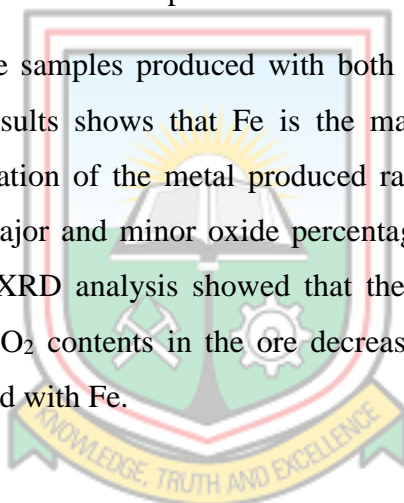 e samples produced with both
sults shows that Fe is the ma
ation of the metal produced ra
ajor and minor oxide percentag
XRD analysis showed that the
O₂ contents in the ore decreas
d with Fe.
KNOWLEDGE, TRUTH AND EXCELLENCE